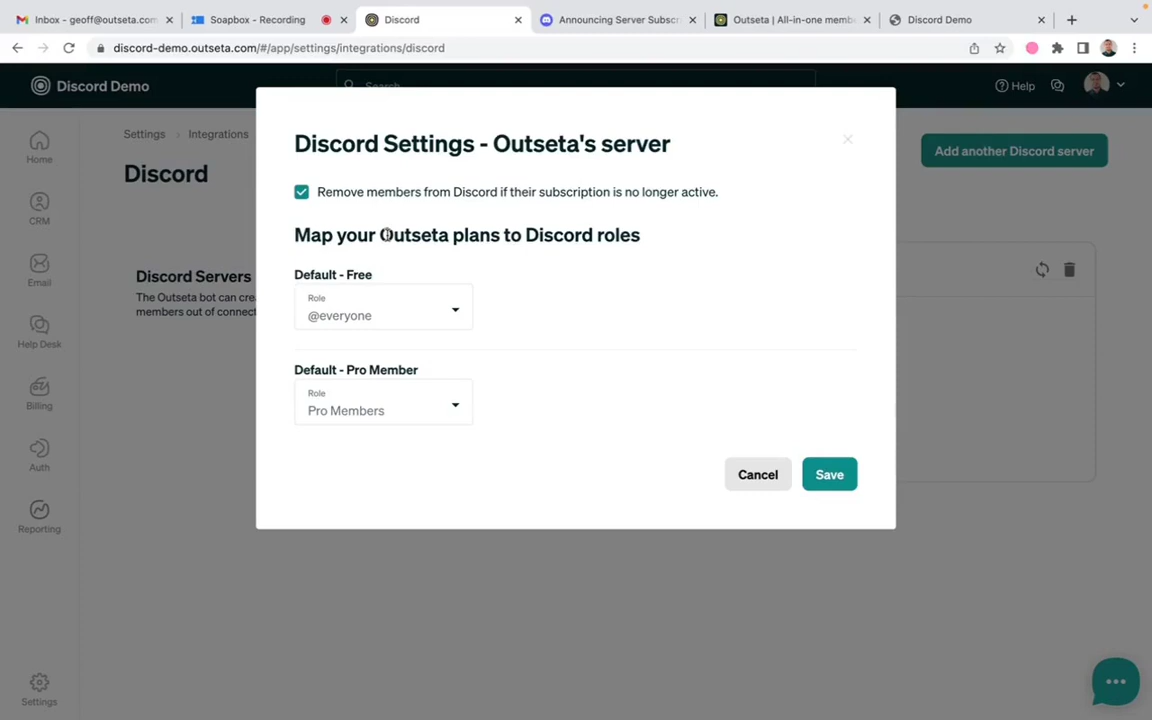 Inbox - geoff@outseta.com
Soapbox - Recording
Discord
Announcing Server Subscr
Outseta | All-in-one membe
Discord Demo
discord-demo.outseta.com/#/app/settings/integrations/discord
Discord Demo
Search
Help
Settings > Integrations
Discord
Add another Discord server
Home
CRM
Email
Help Desk
Billing
Auth
Reporting
Settings
Discord Servers
The Outseta bot can cre
members out of connect
Discord Settings - Outseta's server
Remove members from Discord if their subscription is no longer active.
Map your Outseta plans to Discord roles
Default - Free
Role
@everyone
Default - Pro Member
Role
Pro Members
Cancel
Save